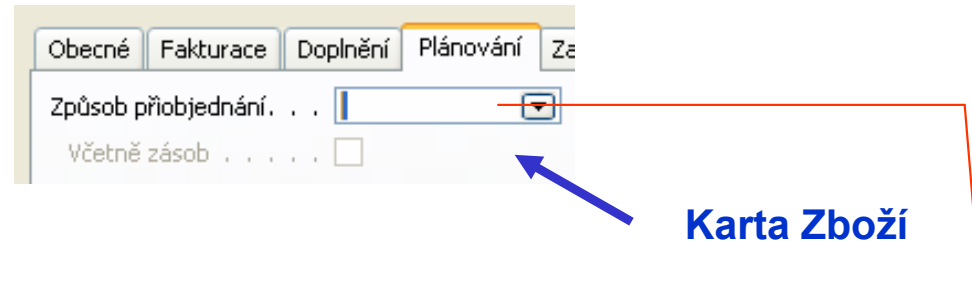 Obecné Fakturace Doplnění Plánování Za
Způsob přiobjednání. . .
Včetně zásob . . . . .
Karta Zboží